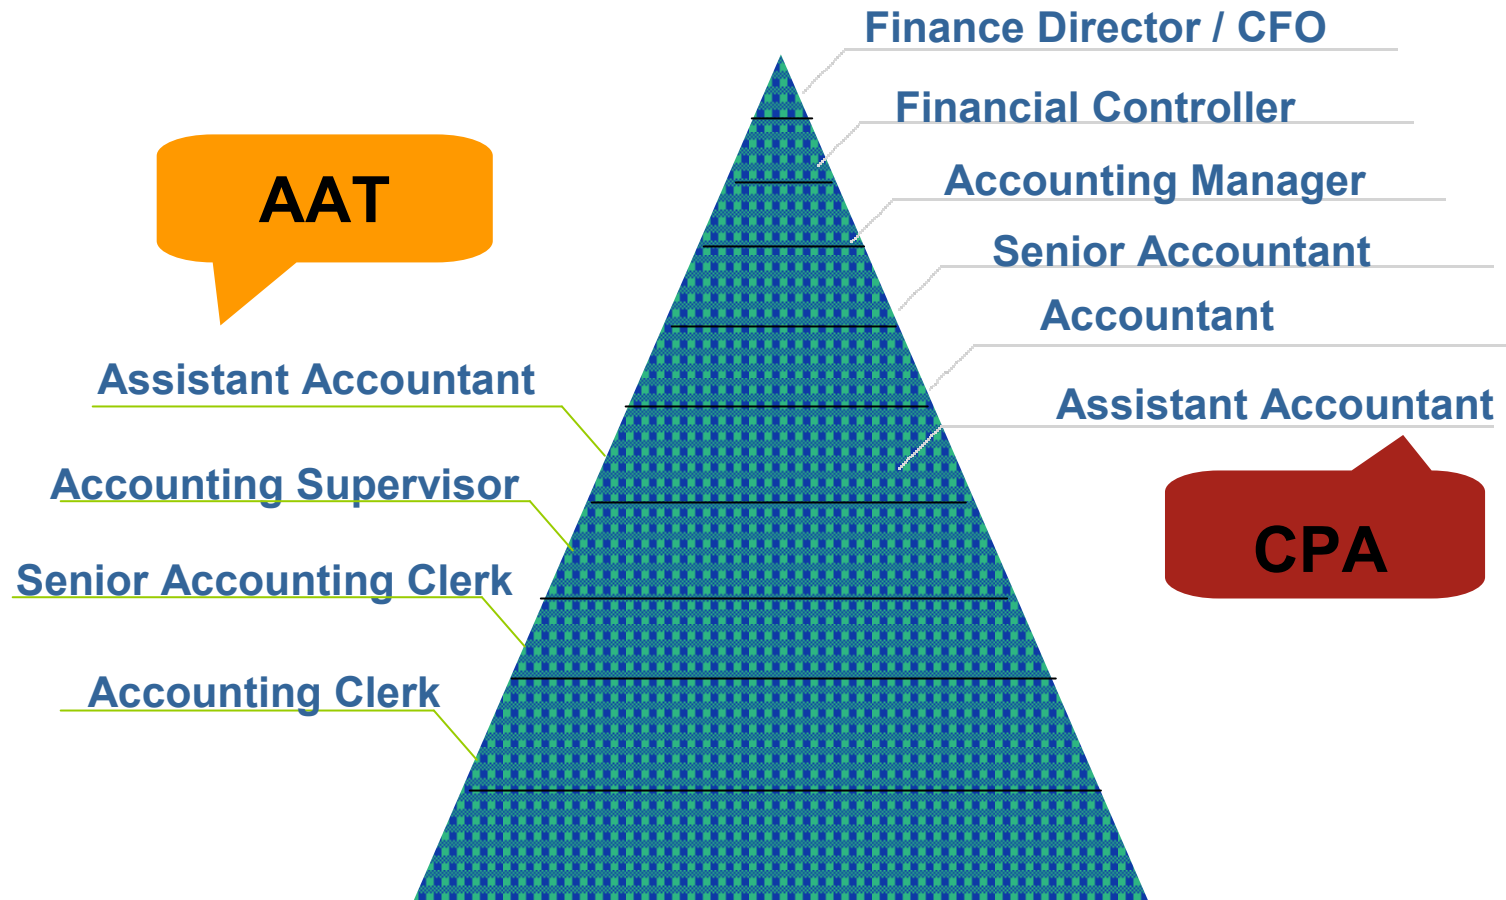 Finance Director / CFO
Financial Controller
AAT
Accounting Manager
Senior Accountant
Accountant
Assistant Accountant
Assistant Accountant
Accounting Supervisor
CPA
Senior Accounting Clerk
Accounting Clerk